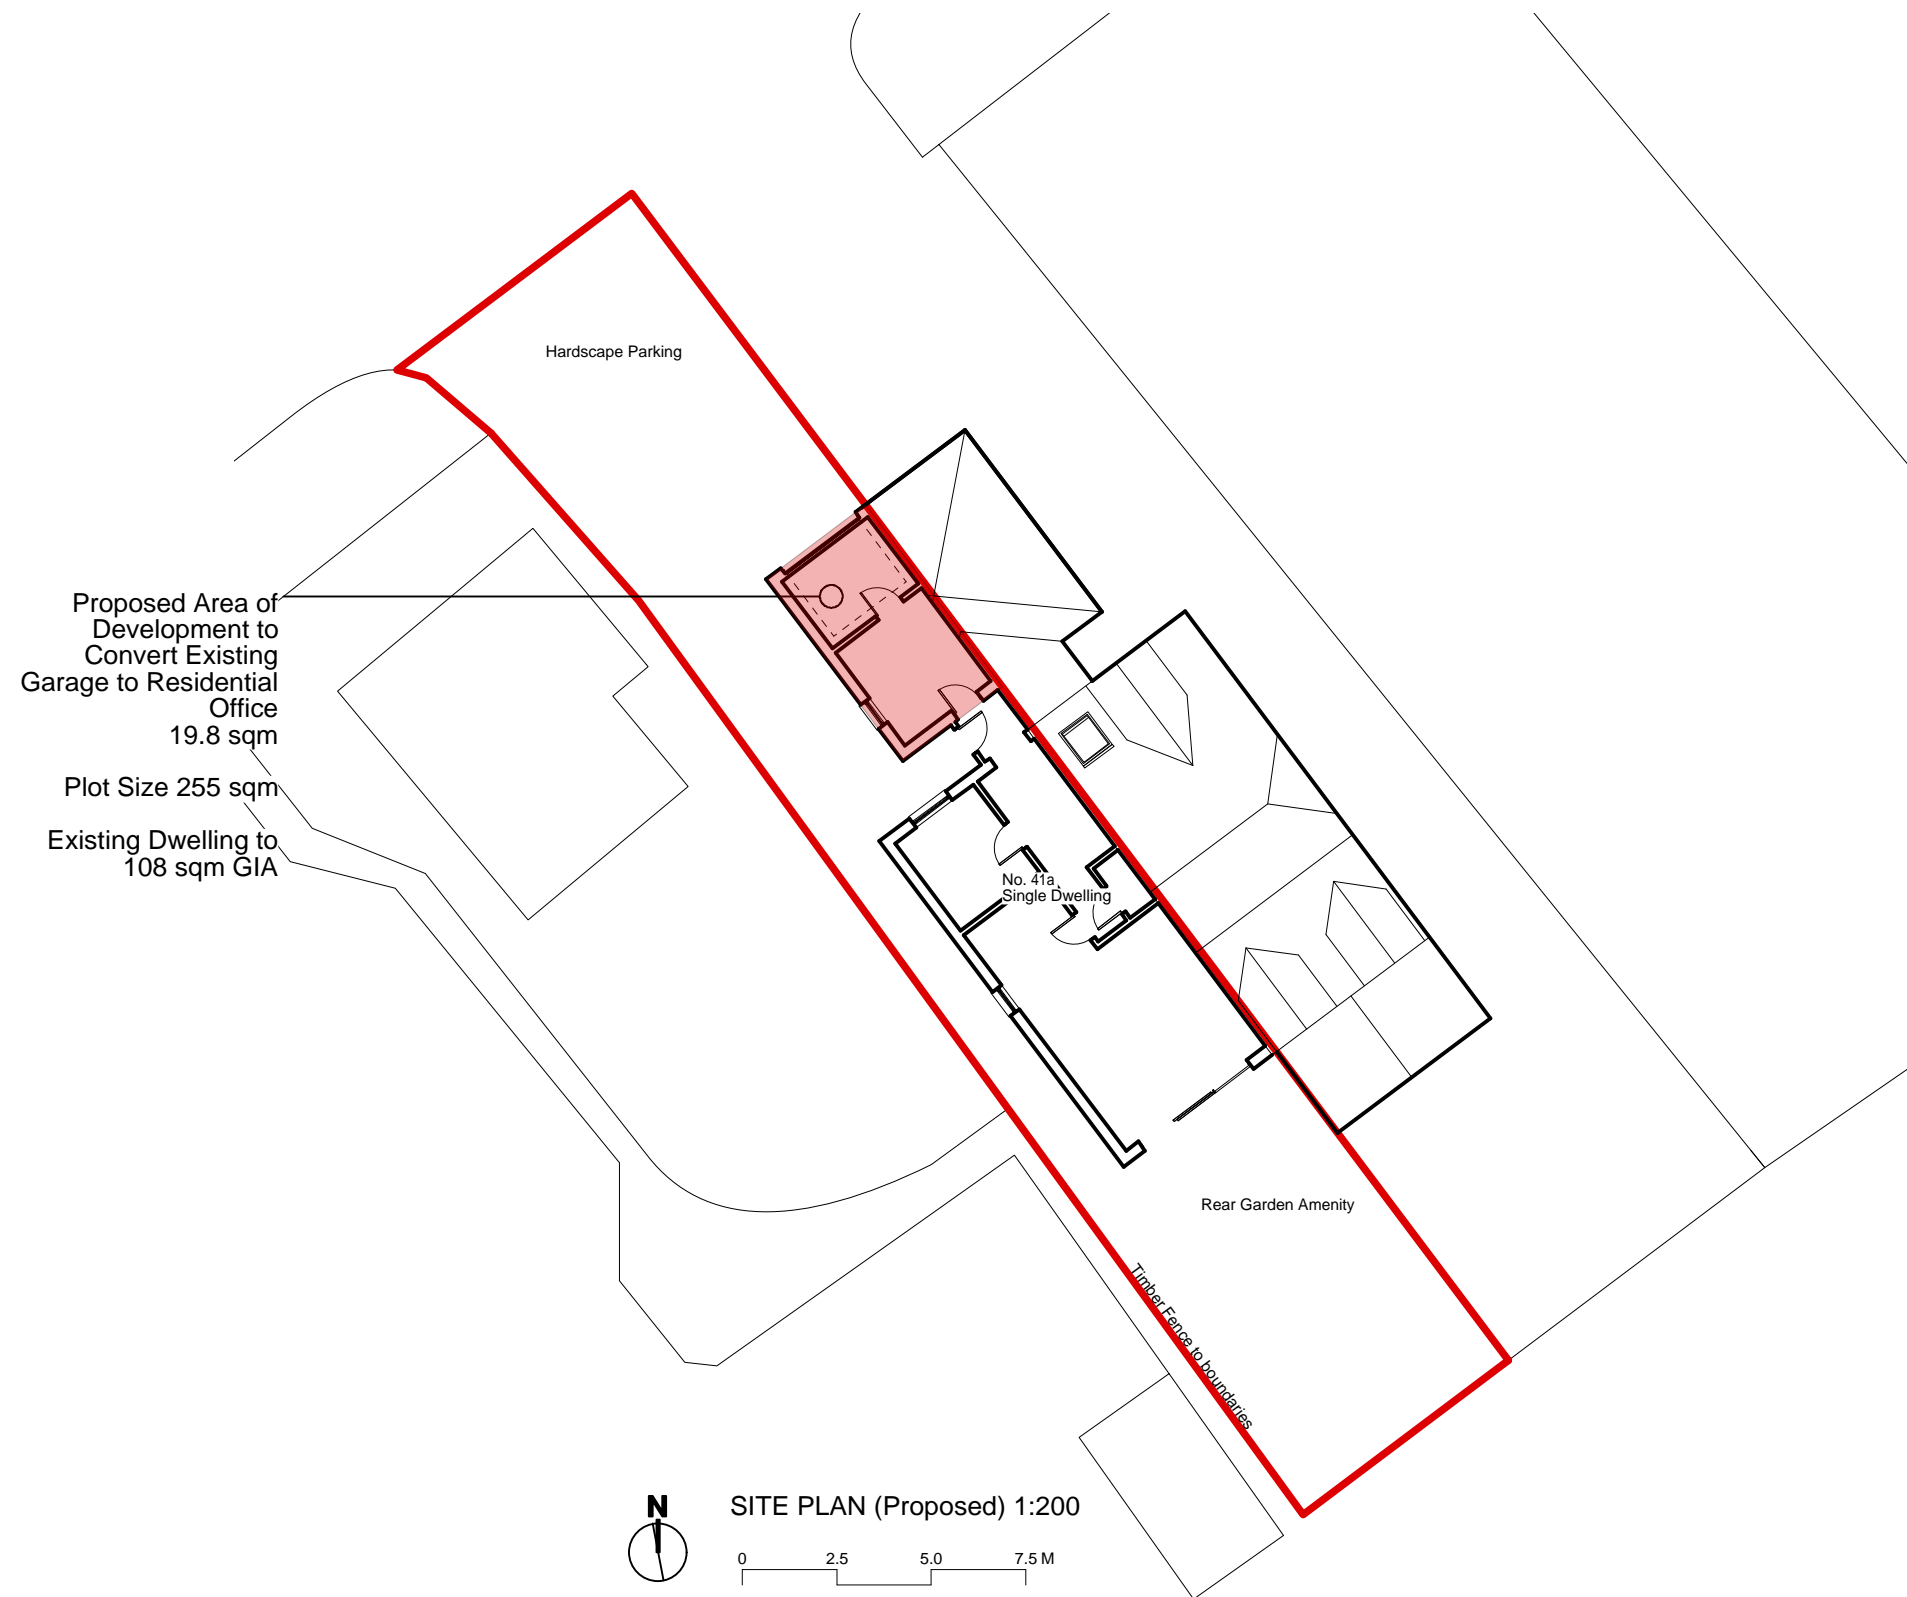 Hardscape Parking
Proposed Area of
Development to
Convert Existing
Garage to Residential
Office
19.8 sqm
Plot Size 255 sqm
Existing Dwelling to
108 sqm GIA
No. 41a
Single Dwelling
Rear Garden Amenity
Timber Fence to boundaries
N
SITE PLAN (Proposed) 1:200
0 2.5 5.0 7.5 M